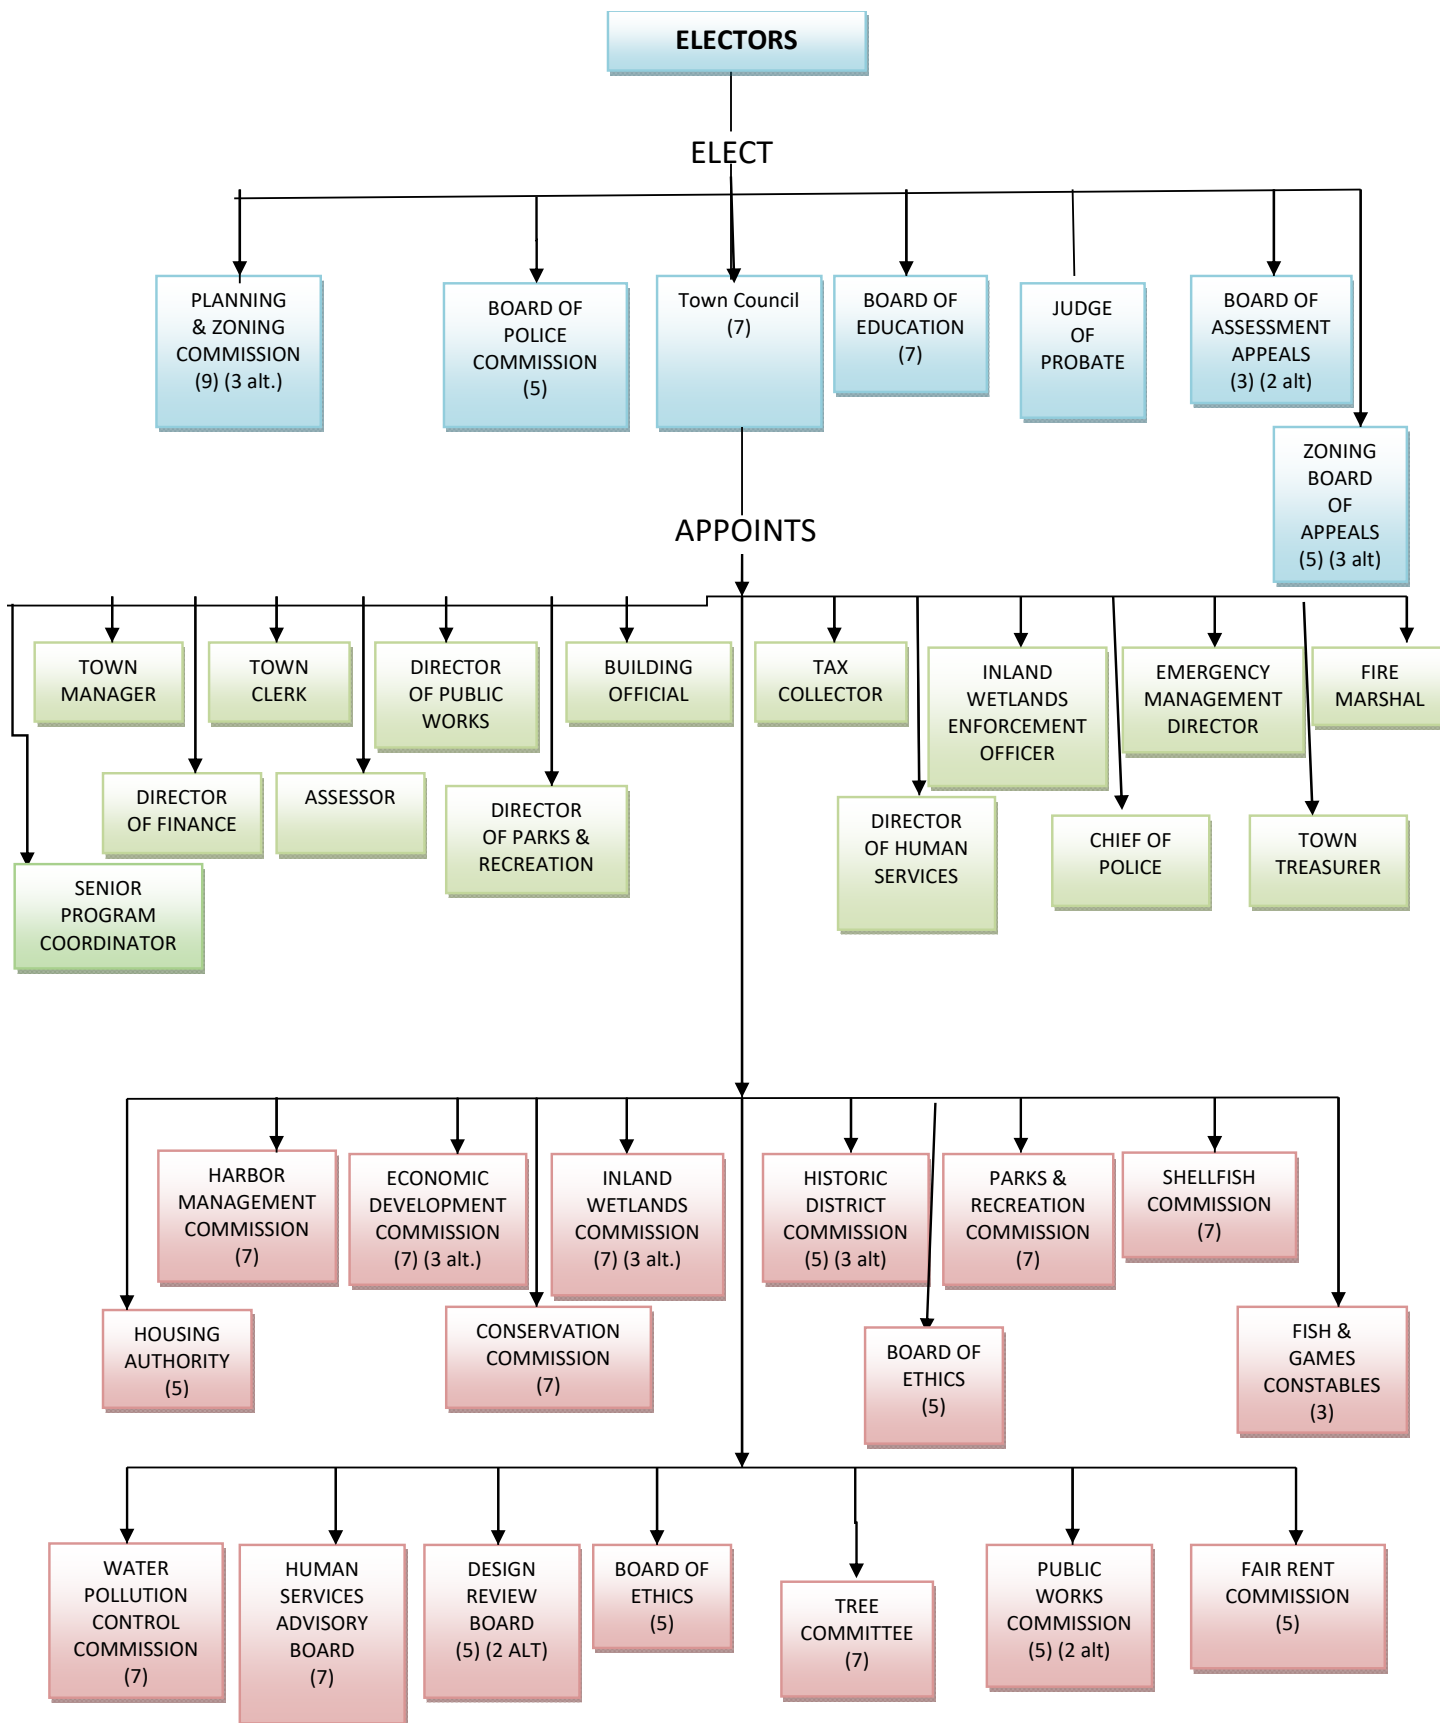 ELECTORS
ELECT
PLANNING
& ZONING
COMMISSION
(9) (3 alt.)
BOARD OF
POLICE
COMMISSION
(5)
Town Council
(7)
BOARD OF
EDUCATION
(7)
JUDGE
OF
PROBATE
BOARD OF
ASSESSMENT
APPEALS
(3) (2 alt)
ZONING
BOARD
OF
APPEALS
(5) (3 alt)
APPOINTS
TOWN
MANAGER
TOWN
CLERK
DIRECTOR
OF PUBLIC
WORKS
BUILDING
OFFICIAL
TAX
COLLECTOR
INLAND
WETLANDS
ENFORCEMENT
OFFICER
EMERGENCY
MANAGEMENT
DIRECTOR
FIRE
MARSHAL
DIRECTOR
OF FINANCE
ASSESSOR
DIRECTOR
OF PARKS &
RECREATION
DIRECTOR
OF HUMAN
SERVICES
CHIEF OF
POLICE
TOWN
TREASURER
SENIOR
PROGRAM
COORDINATOR
HARBOR
MANAGEMENT
COMMISSION
(7)
ECONOMIC
DEVELOPMENT
COMMISSION
(7) (3 alt.)
INLAND
WETLANDS
COMMISSION
(7) (3 alt.)
HISTORIC
DISTRICT
COMMISSION
(5) (3 alt)
PARKS &
RECREATION
COMMISSION
(7)
SHELLFISH
COMMISSION
(7)
HOUSING
AUTHORITY
(5)
CONSERVATION
COMMISSION
(7)
BOARD OF
ETHICS
(5)
FISH &
GAMES
CONSTABLES
(3)
WATER
POLLUTION
CONTROL
COMMISSION
(7)
HUMAN
SERVICES
ADVISORY
BOARD
(7)
DESIGN
REVIEW
BOARD
(5) (2 ALT)
BOARD OF
ETHICS
(5)
TREE
COMMITTEE
(7)
PUBLIC
WORKS
COMMISSION
(5) (2 alt)
FAIR RENT
COMMISSION
(5)